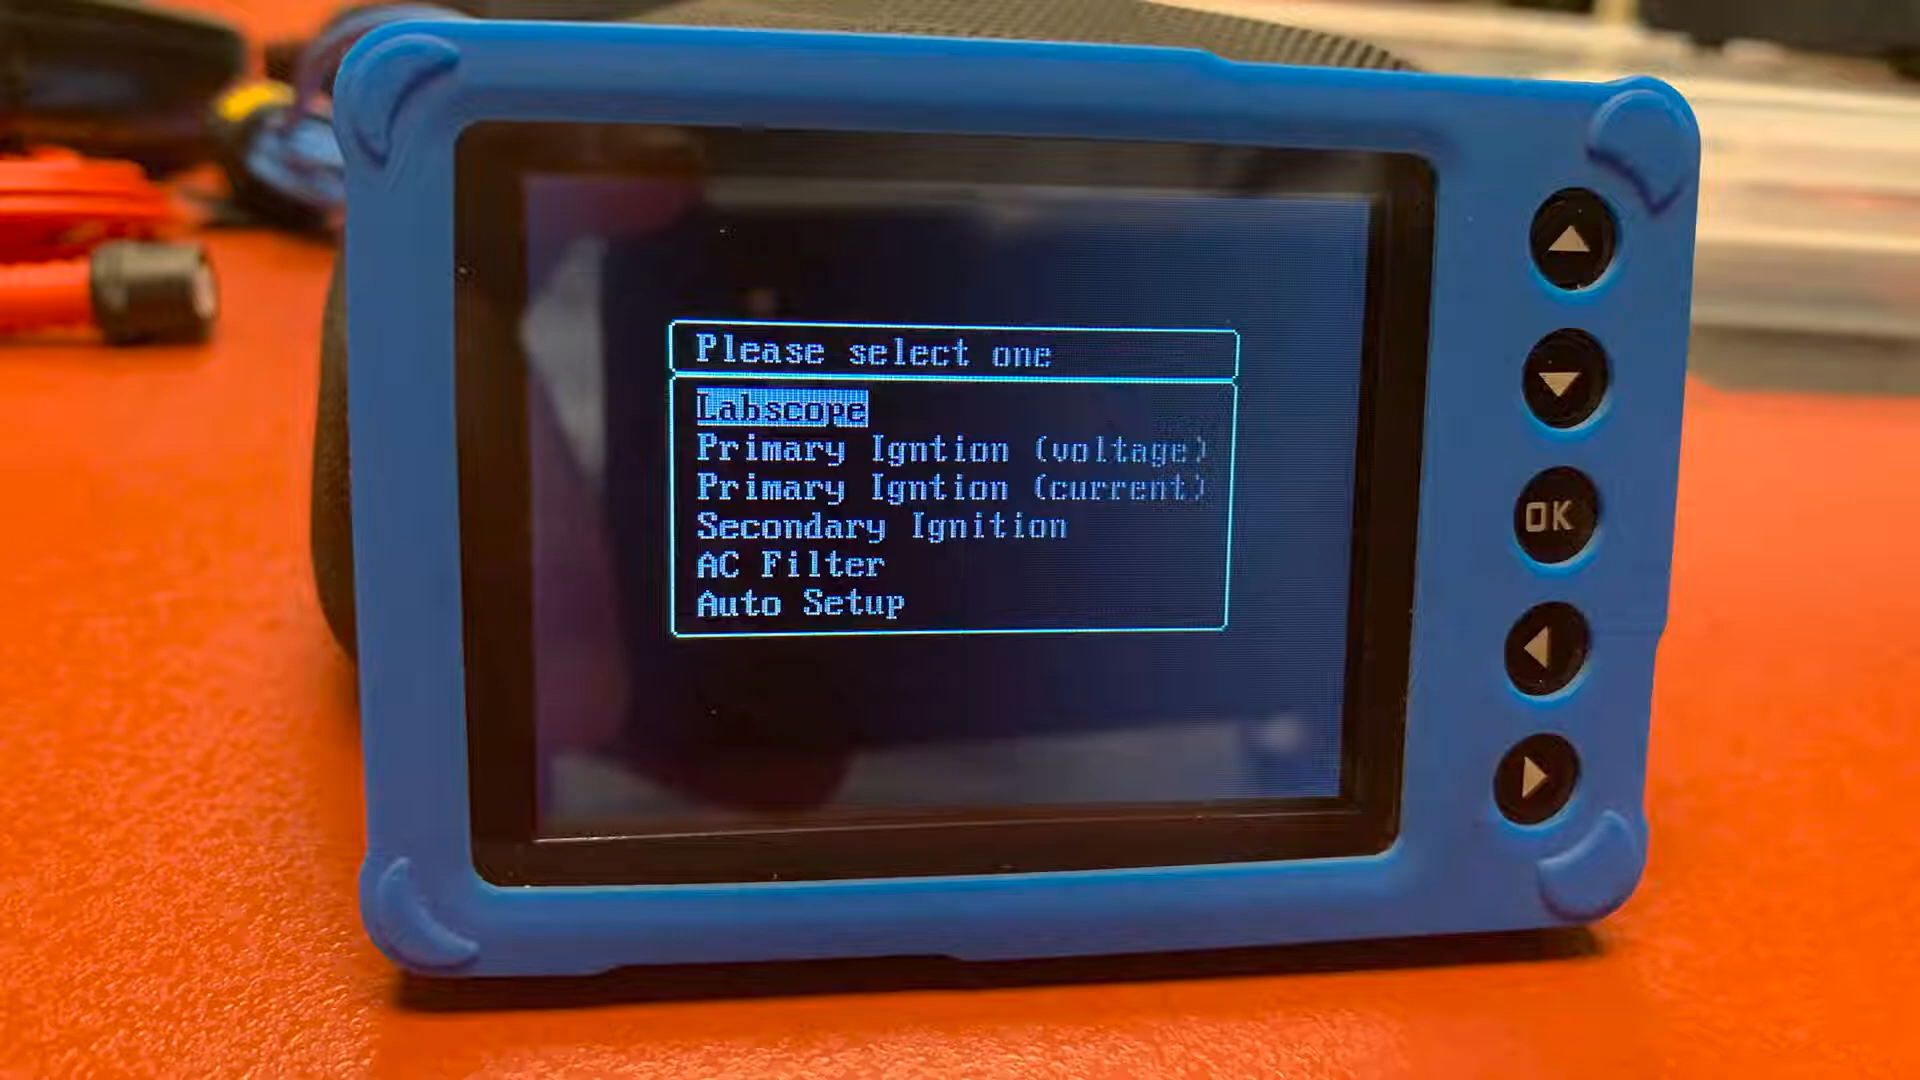 Please select one
Labscope
Primary Igntion (voltage)
Primary Igntion (current)
Secondary Ignition
AC Filter
Auto Setup
OK